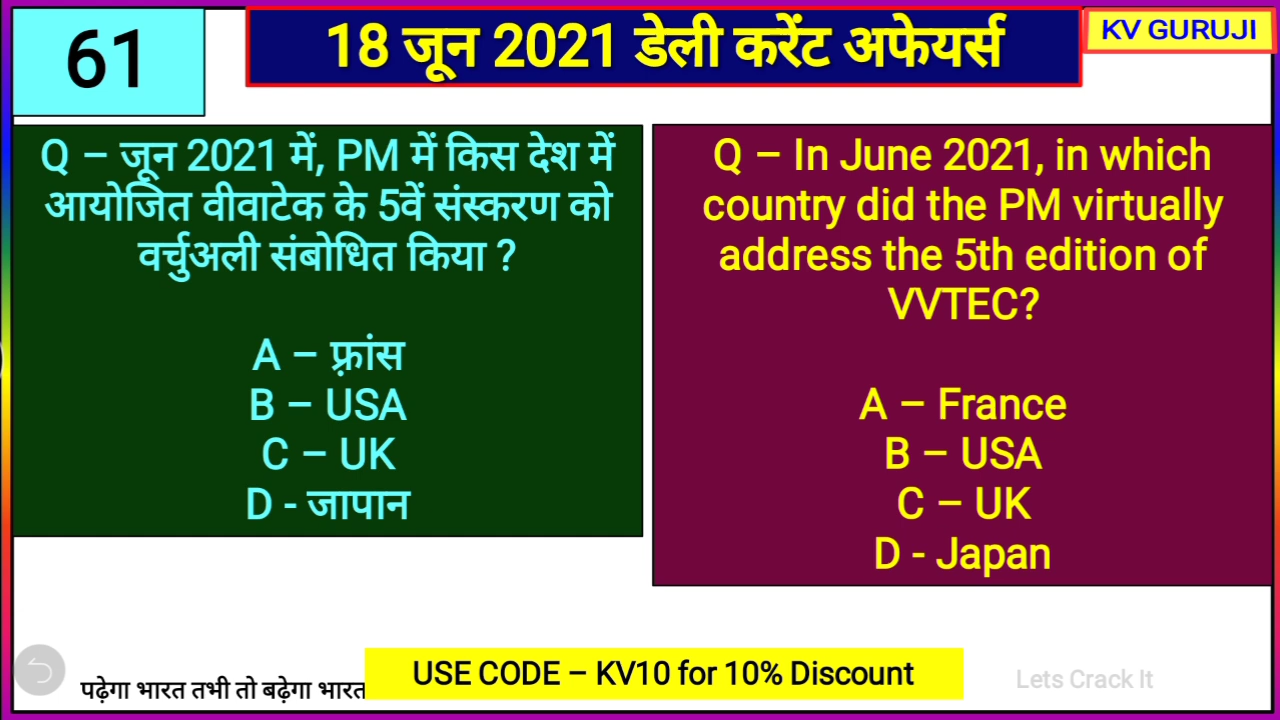 61
18 जून 2021 डेली करेंट अफेयर्स
KV GURUJI
Q – जून 2021 में, PM में किस देश में
आयोजित वीवाटेक के 5वें संस्करण को
वर्चुअली संबोधित किया ?
A – फ़्रांस
B – USA
C – UK
D - जापान
Q – In June 2021, in which
country did the PM virtually
address the 5th edition of
VVTEC?
A – France
B – USA
C – UK
D - Japan
पढ़ेगा भारत तभी तो बढ़ेगा भारत
USE CODE – KV10 for 10% Discount
Lets Crack It